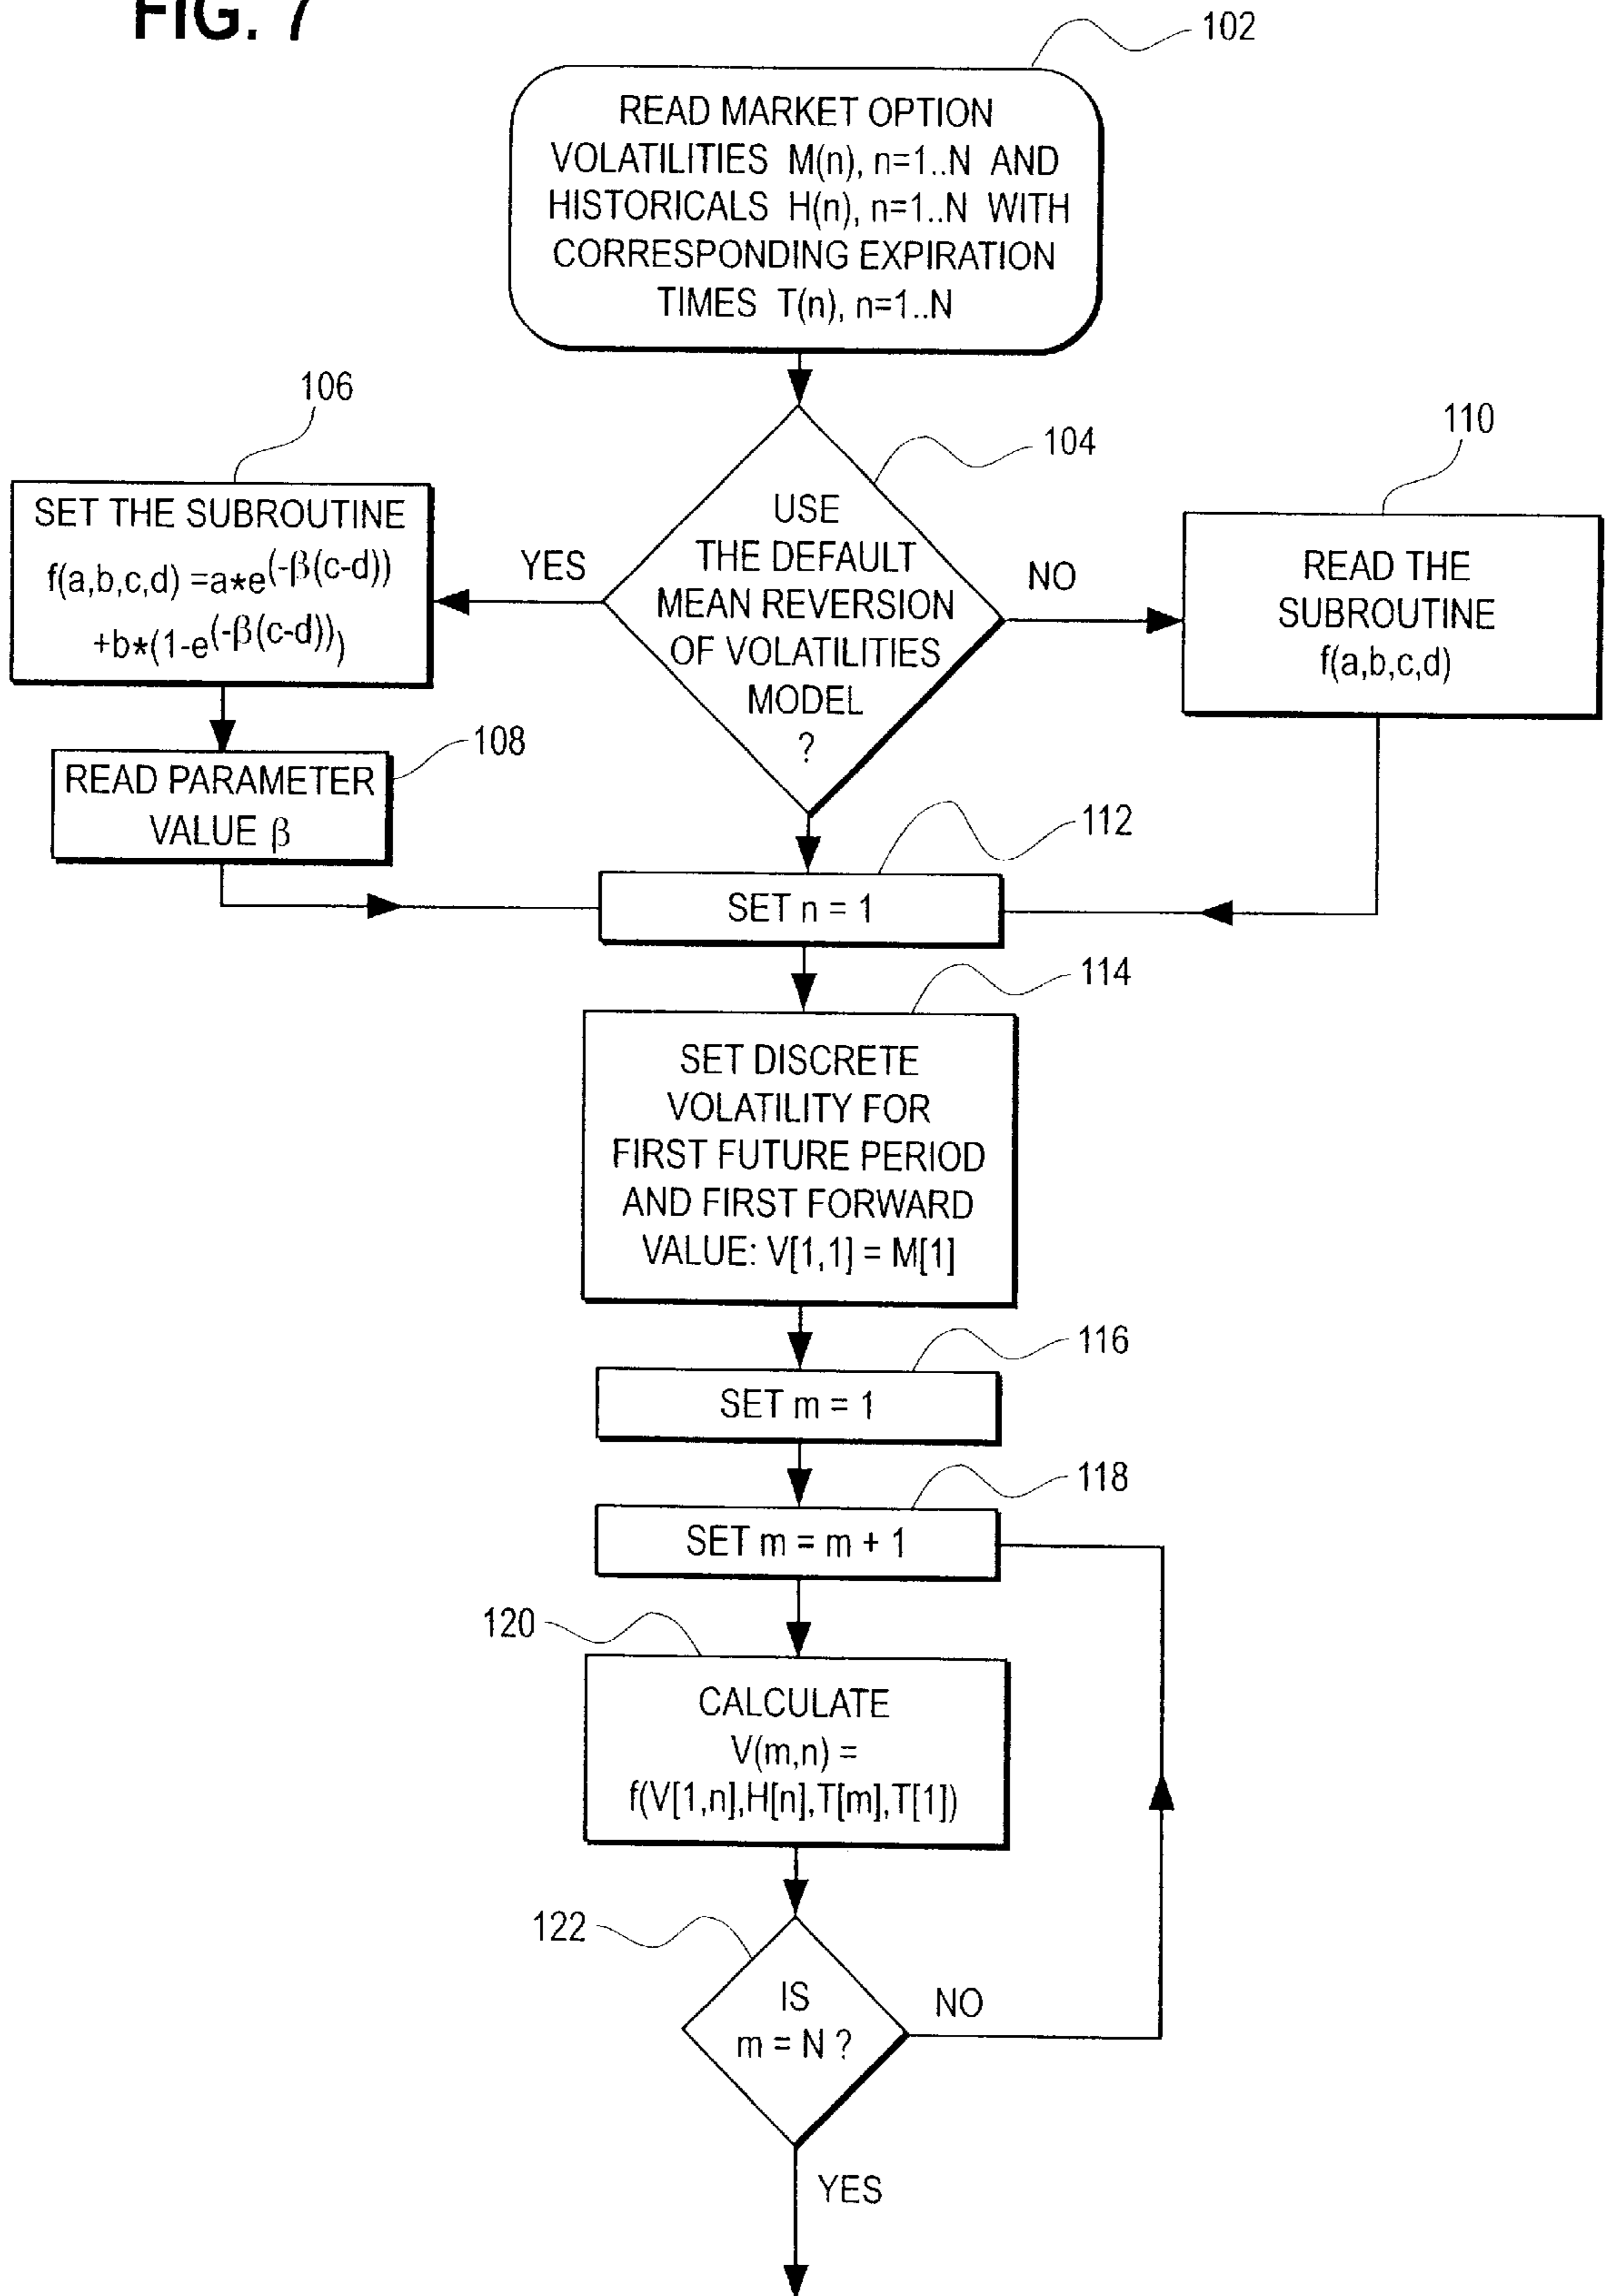 FIG. 7
102
READ MARKET OPTION
VOLATILITIES M(n), n=1..N AND
HISTORICALS H(n), n=1..N WITH
CORRESPONDING EXPIRATION
TIMES T(n), n=1..N
106
SET THE SUBROUTINE
f(a,b,c,d) =a*e(-β(c-d))
+b*(1-e(-β(c-d)))
YES
104
USE
THE DEFAULT
MEAN REVERSION
OF VOLATILITIES
MODEL
?
NO
110
READ THE
SUBROUTINE
f(a,b,c,d)
108
READ PARAMETER
VALUE β
112
SET n = 1
114
SET DISCRETE
VOLATILITY FOR
FIRST FUTURE PERIOD
AND FIRST FORWARD
VALUE: V[1,1] = M[1]
116
SET m = 1
118
SET m = m + 1
120
CALCULATE
V(m,n) =
f(V[1,n],H[n],T[m],T[1])
122
IS
m = N ?
NO
YES